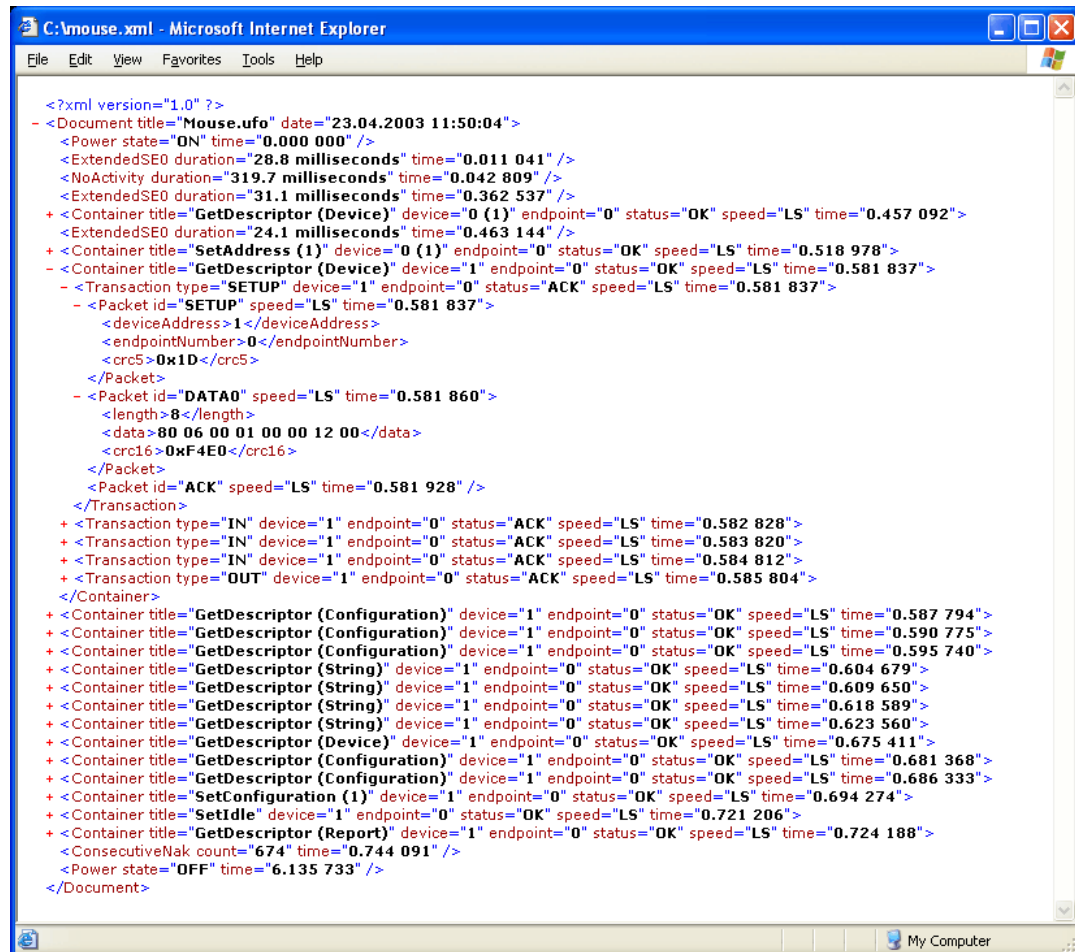 C:\mouse.xml - Microsoft Internet Explorer
File Edit View Favorites Tools Help
<?xml version="1.0" ?>
- <Document title="Mouse.ufo" date="23.04.2003 11:50:04">
<Power state="ON" time="0.000 000" />
<ExtendedSE0 duration="28.8 milliseconds" time="0.011 041" />
<NoActivity duration="319.7 milliseconds" time="0.042 809" />
<ExtendedSE0 duration="31.1 milliseconds" time="0.362 537" />
+ <Container title="GetDescriptor (Device)" device="0 (1)" endpoint="0" status="OK" speed="LS" time="0.457 092">
<ExtendedSE0 duration="24.1 milliseconds" time="0.463 144" />
+ <Container title="SetAddress (1)" device="0 (1)" endpoint="0" status="OK" speed="LS" time="0.518 978">
- <Container title="GetDescriptor (Device)" device="1" endpoint="0" status="OK" speed="LS" time="0.581 837">
- <Transaction type="SETUP" device="1" endpoint="0" status="ACK" speed="LS" time="0.581 837">
- <Packet id="SETUP" speed="LS" time="0.581 837">
<deviceAddress>1</deviceAddress>
<endpointNumber>0</endpointNumber>
<crc5>0x1D</crc5>
</Packet>
- <Packet id="DATA0" speed="LS" time="0.581 860">
<length>8</length>
<data>80 06 00 01 00 00 12 00</data>
<crc16>0xF4E0</crc16>
</Packet>
<Packet id="ACK" speed="LS" time="0.581 928" />
</Transaction>
+ <Transaction type="IN" device="1" endpoint="0" status="ACK" speed="LS" time="0.582 828">
+ <Transaction type="IN" device="1" endpoint="0" status="ACK" speed="LS" time="0.583 820">
+ <Transaction type="IN" device="1" endpoint="0" status="ACK" speed="LS" time="0.584 812">
+ <Transaction type="OUT" device="1" endpoint="0" status="ACK" speed="LS" time="0.585 804">
</Container>
+ <Container title="GetDescriptor (Configuration)" device="1" endpoint="0" status="OK" speed="LS" time="0.587 794">
+ <Container title="GetDescriptor (Configuration)" device="1" endpoint="0" status="OK" speed="LS" time="0.590 775">
+ <Container title="GetDescriptor (Configuration)" device="1" endpoint="0" status="OK" speed="LS" time="0.595 740">
+ <Container title="GetDescriptor (String)" device="1" endpoint="0" status="OK" speed="LS" time="0.604 679">
+ <Container title="GetDescriptor (String)" device="1" endpoint="0" status="OK" speed="LS" time="0.609 650">
+ <Container title="GetDescriptor (String)" device="1" endpoint="0" status="OK" speed="LS" time="0.618 589">
+ <Container title="GetDescriptor (String)" device="1" endpoint="0" status="OK" speed="LS" time="0.623 560">
+ <Container title="GetDescriptor (Device)" device="1" endpoint="0" status="OK" speed="LS" time="0.675 411">
+ <Container title="GetDescriptor (Configuration)" device="1" endpoint="0" status="OK" speed="LS" time="0.681 368">
+ <Container title="GetDescriptor (Configuration)" device="1" endpoint="0" status="OK" speed="LS" time="0.686 333">
+ <Container title="SetConfiguration (1)" device="1" endpoint="0" status="OK" speed="LS" time="0.694 274">
+ <Container title="SetIdle" device="1" endpoint="0" status="OK" speed="LS" time="0.721 206">
+ <Container title="GetDescriptor (Report)" device="1" endpoint="0" status="OK" speed="LS" time="0.724 188">
<ConsecutiveNak count="674" time="0.744 091" />
<Power state="OFF" time="6.135 733" />
</Document>
My Computer